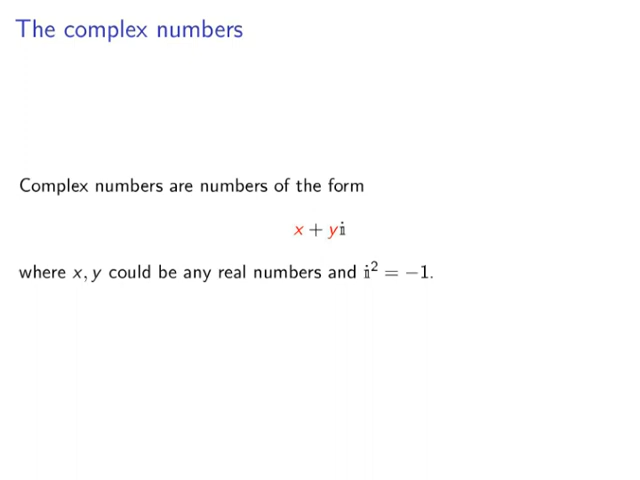 The complex numbers
Complex numbers are numbers of the form
x + yi
where x, y could be any real numbers and i² = −1.